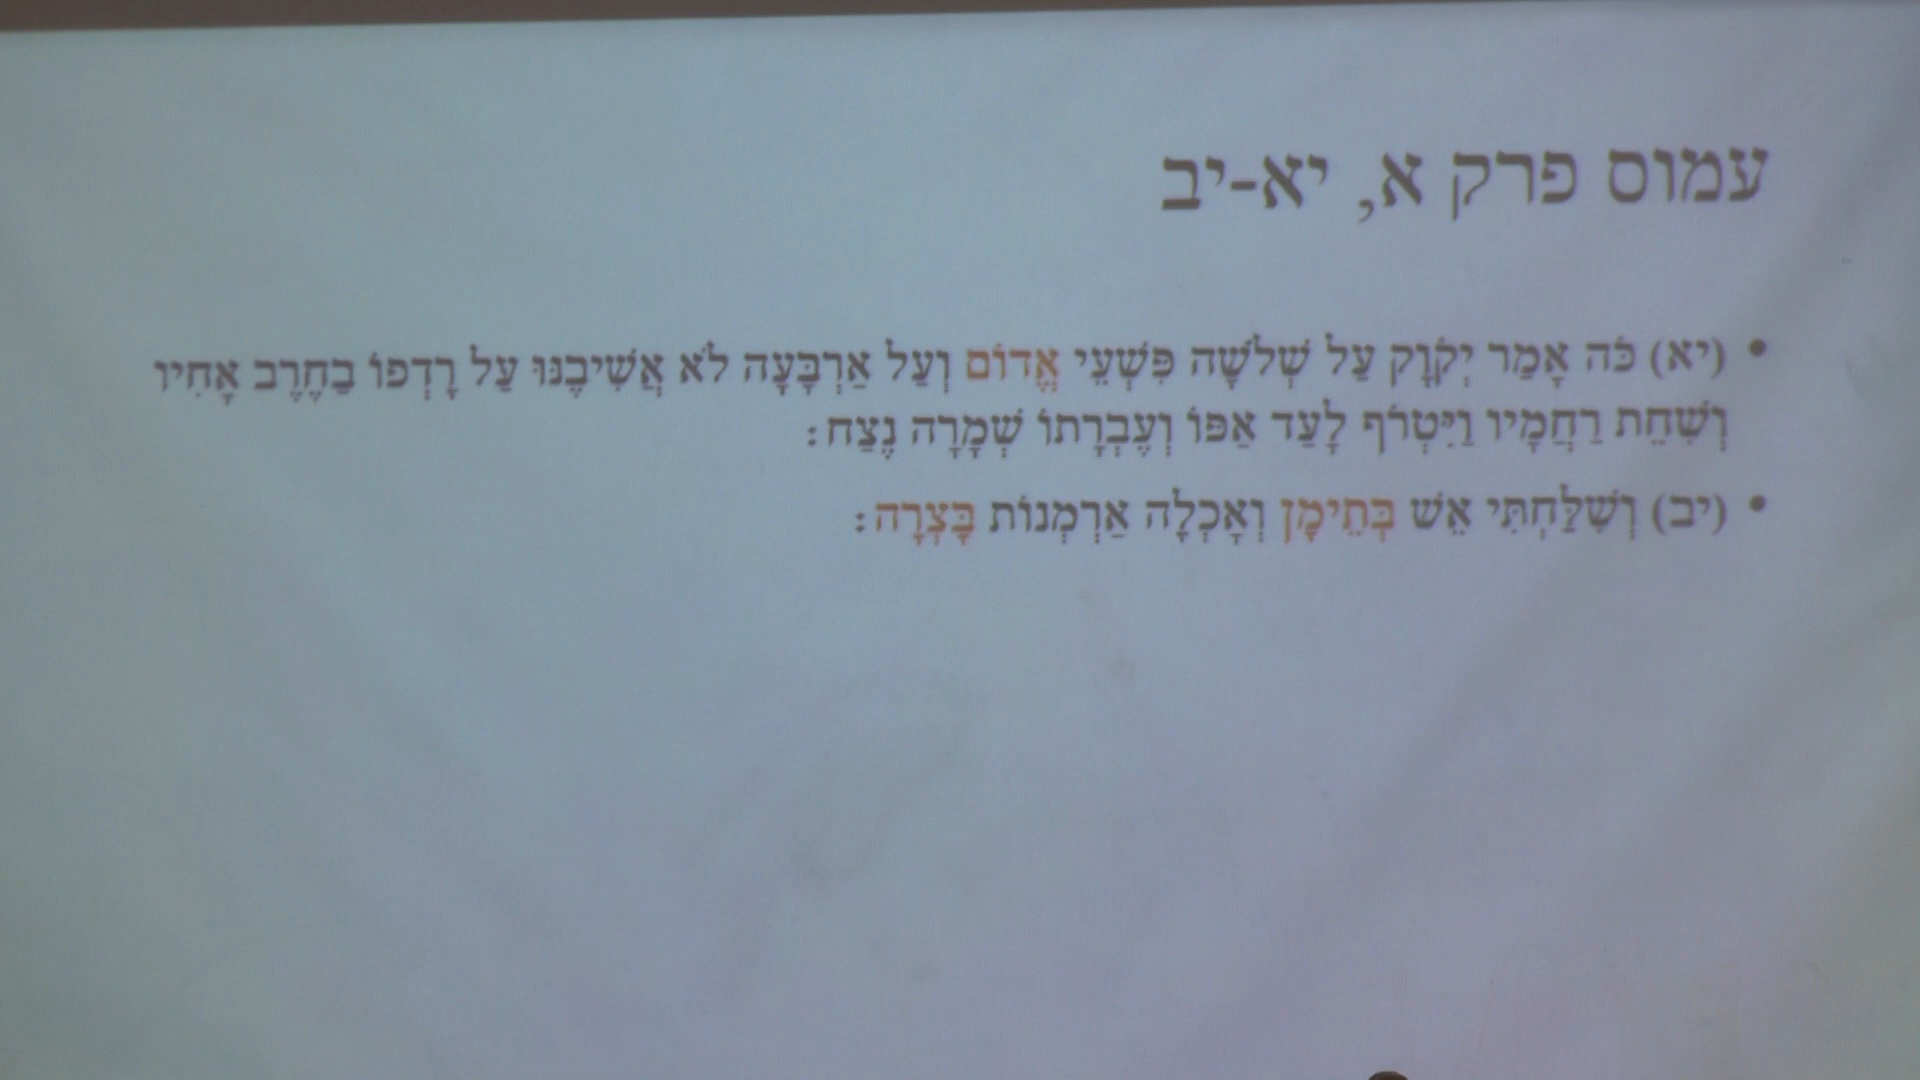 עמוס פרק א, יא-יב
• (יא) כֹּה אָמַר יְקֹוָק עַל שְׁלֹשָׁה פִּשְׁעֵי אֱדוֹם וְעַל אַרְבָּעָה לֹא אֲשִׁיבֶנּוּ עַל רָדְפוֹ בַחֶרֶב אָחִיו
וְשִׁחֵת רַחֲמָיו וַיִּטְרֹף לָעַד אַפּוֹ וְעֶבְרָתוֹ שְׁמָרָה נֶצַח:
• (יב) וְשִׁלַּחְתִּי אֵשׁ בְּתֵימָן וְאָכְלָה אַרְמְנוֹת בָּצְרָה: